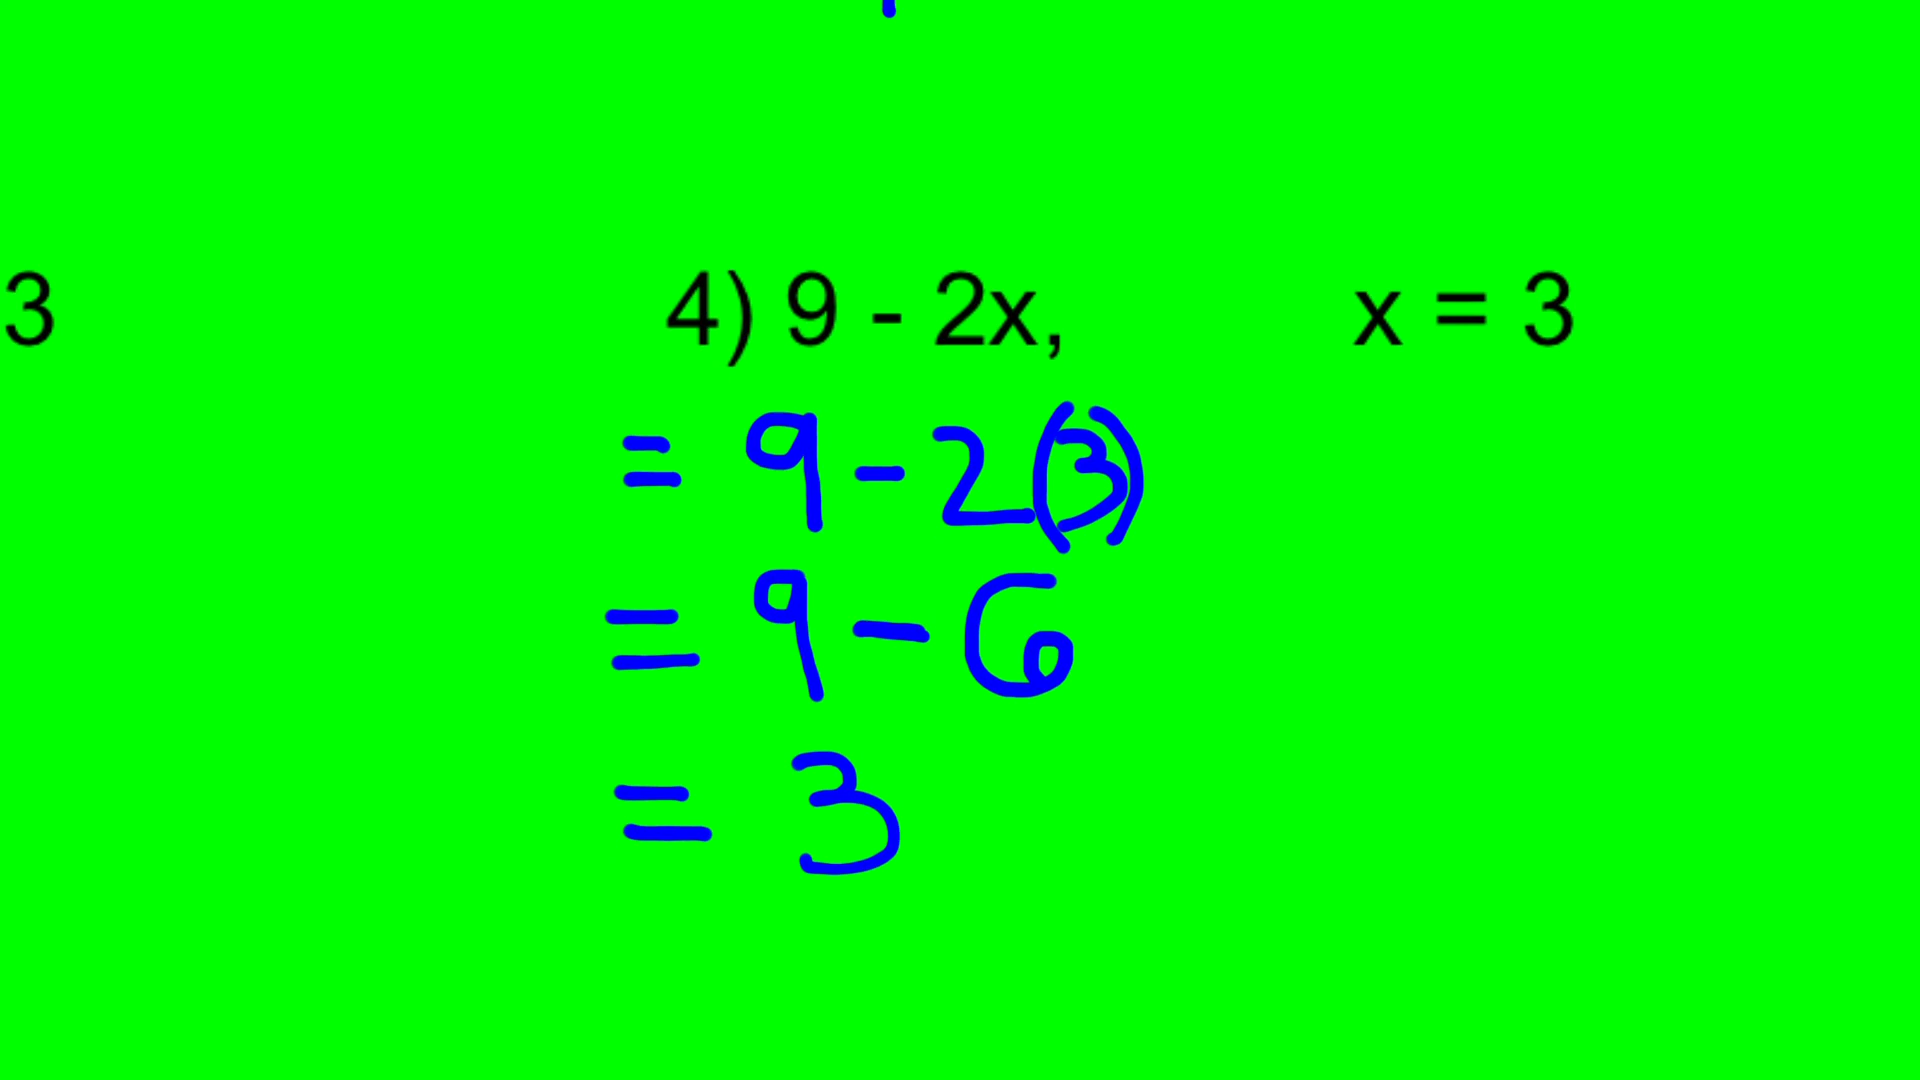 3 4) 9 - 2x, x = 3
= 9 - 2(3)
= 9 - 6
= 3